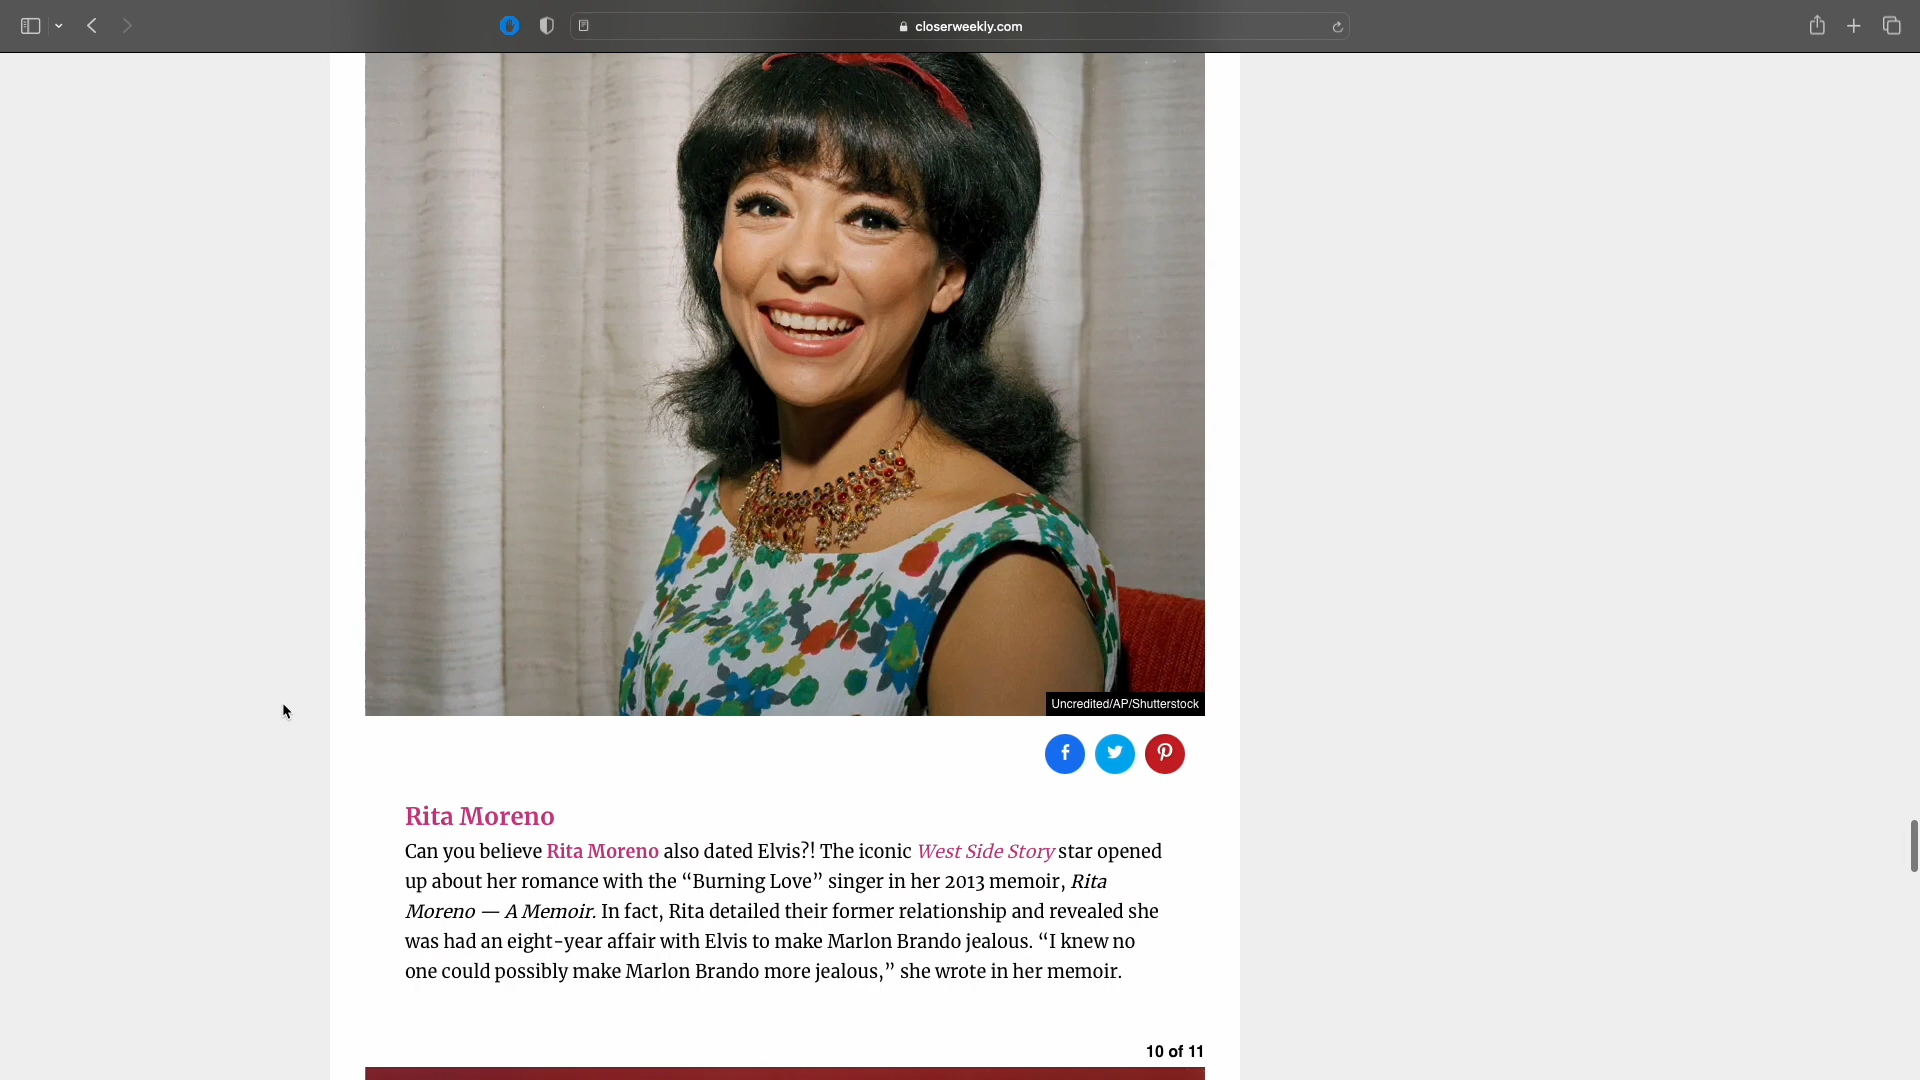 closerweekly.com
Uncredited/AP/Shutterstock
Rita Moreno
Can you believe Rita Moreno also dated Elvis?! The iconic West Side Story star opened
up about her romance with the “Burning Love” singer in her 2013 memoir, Rita
Moreno — A Memoir. In fact, Rita detailed their former relationship and revealed she
was had an eight-year affair with Elvis to make Marlon Brando jealous. “I knew no
one could possibly make Marlon Brando more jealous,” she wrote in her memoir.
10 of 11